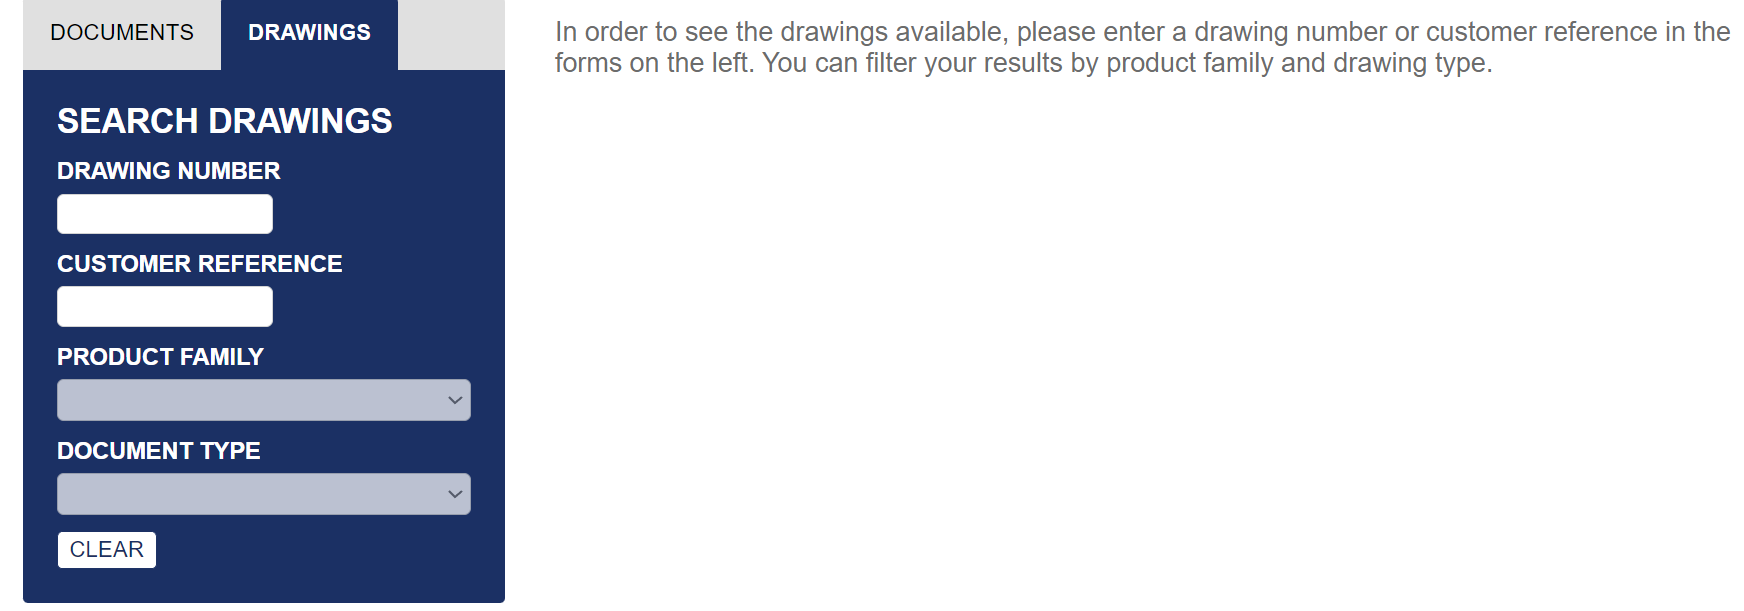 DOCUMENTS
DRAWINGS
SEARCH DRAWINGS
DRAWING NUMBER
CUSTOMER REFERENCE
PRODUCT FAMILY
DOCUMENT TYPE
CLEAR
In order to see the drawings available, please enter a drawing number or customer reference in the
forms on the left. You can filter your results by product family and drawing type.